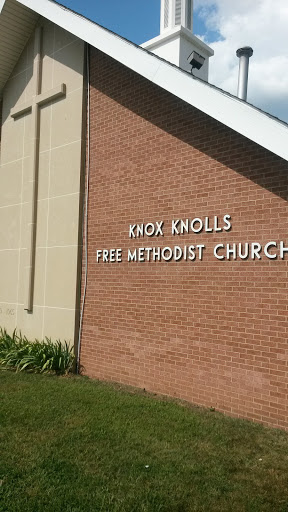 KNOX KNOLLS
FREE METHODIST CHURCH